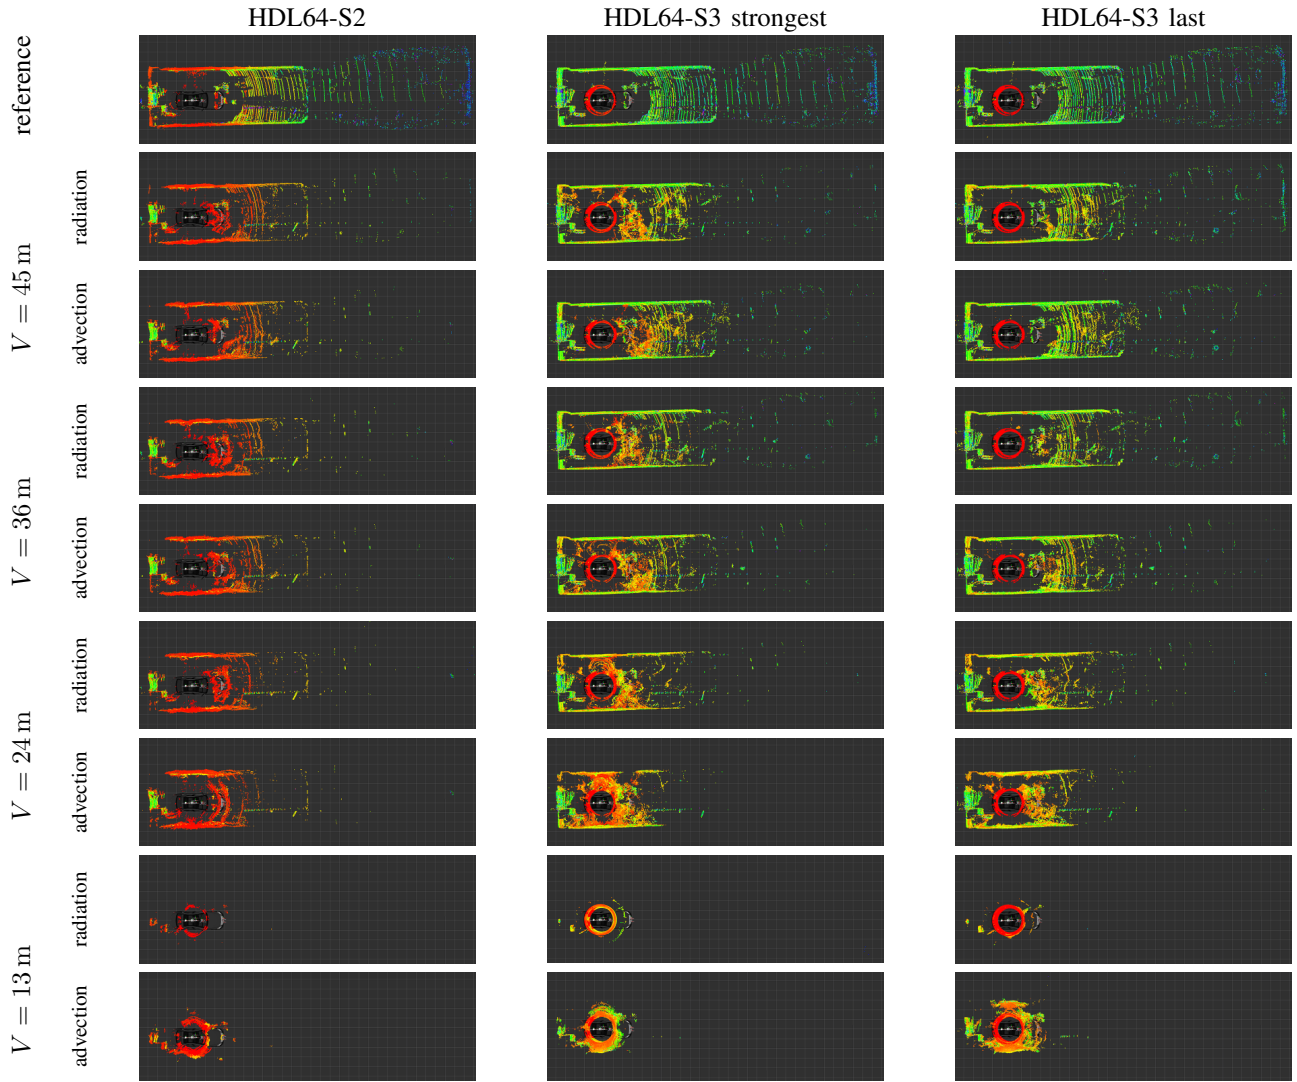 HDL64-S2 HDL64-S3 strongest HDL64-S3 last
reference
V = 45 m
radiation
advection
V = 36 m
radiation
advection
V = 24 m
radiation
advection
V = 13 m
radiation
advection